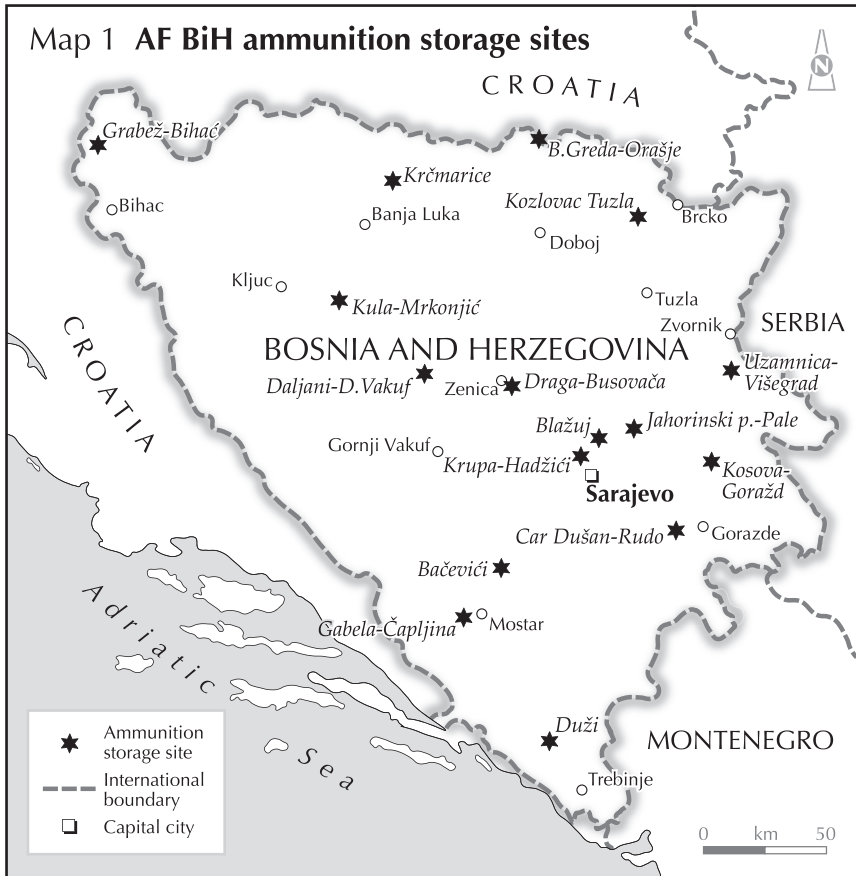 Map 1 AF BiH ammunition storage sites
N
CROATIA
Grabež-Bihać
B.Greda-Orašje
Krčmarice
Kozlovac Tuzla
Bihac
Banja Luka
Brcko
Doboj
Kljuc
Kula-Mrkonjić
Tuzla
Zvornik
SERBIA
CROATIA
BOSNIA AND HERZEGOVINA
Uzamnica-
Višegrad
Daljani-D.Vakuf
Zenica
Draga-Busovača
Blažuj
Jahorinski p.-Pale
Gornji Vakuf
Krupa-Hadžići
Kosova-
Goražd
Sarajevo
Car Dušan-Rudo
Gorazde
Bačevići
Adriatic
Sea
Gabela-Čapljina
Mostar
Duži
MONTENEGRO
Trebinje
Ammunition
storage site
International
boundary
Capital city
0 km 50